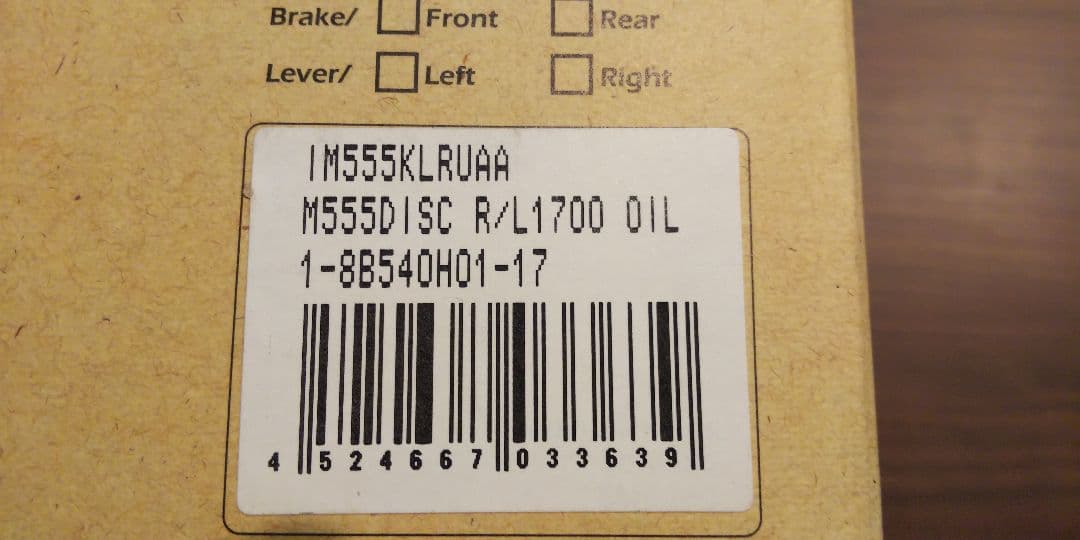 Brake/ Front Rear
Lever/ Left Right
IM555KLRUAA
M555DISC R/L1700 OIL
1-8B540H01-17
4 524667 033639